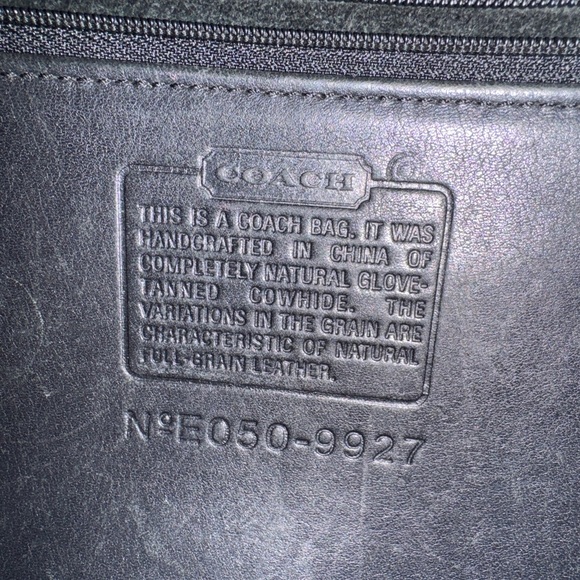 COACH
THIS IS A COACH BAG. IT WAS
HANDCRAFTED IN CHINA OF
COMPLETELY NATURAL GLOVE-
TANNED COWHIDE. THE
VARIATIONS IN THE GRAIN ARE
CHARACTERISTIC OF NATURAL
FULL-GRAIN LEATHER.
NºE050-9927